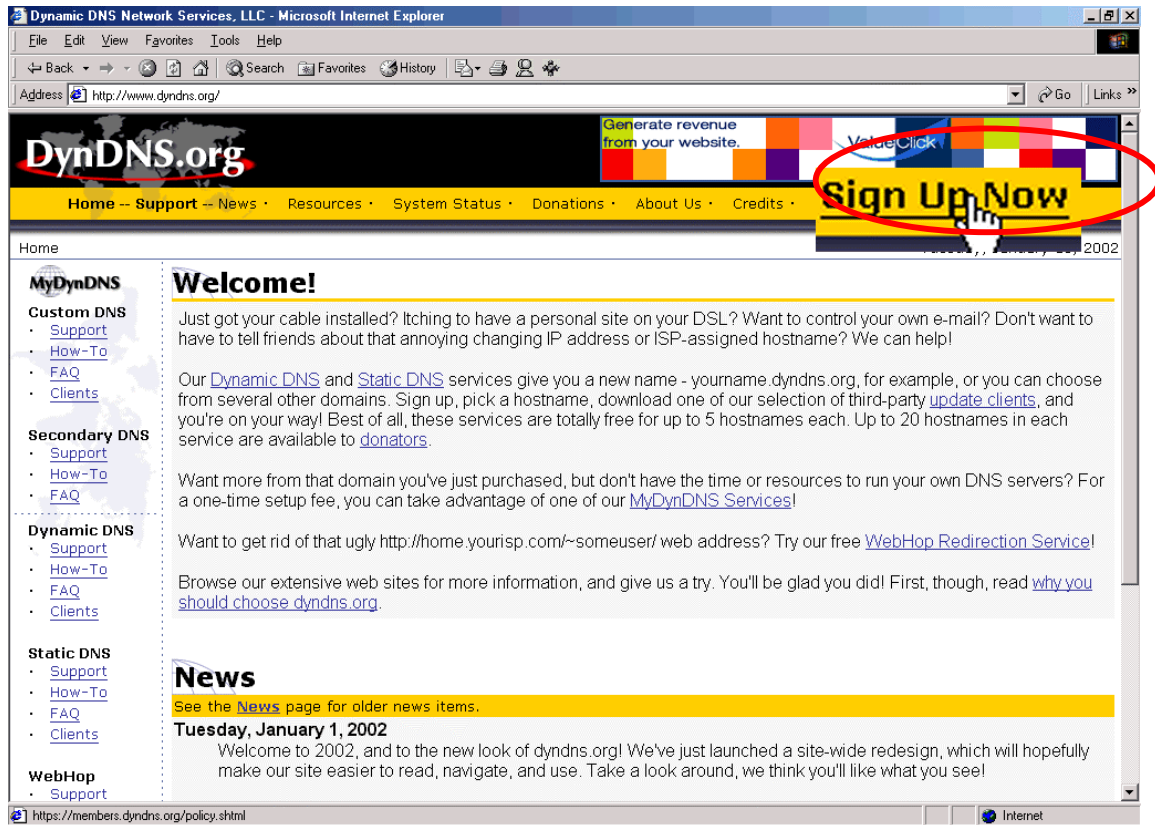 Dynamic DNS Network Services, LLC - Microsoft Internet Explorer
File Edit View Favorites Tools Help
Back Search Favorites History
Address http://www.dyndns.org/ Go Links »
DynDNS.org
Generate revenue
from your website.
ValueClick
Home -- Support -- News · Resources · System Status · Donations · About Us · Credits ·
Sign Up Now
Home
2002
MyDynDNS
Custom DNS
· Support
· How-To
· FAQ
· Clients
Secondary DNS
· Support
· How-To
· FAQ
Dynamic DNS
· Support
· How-To
· FAQ
· Clients
Static DNS
· Support
· How-To
· FAQ
· Clients
WebHop
· Support
Welcome!
Just got your cable installed? Itching to have a personal site on your DSL? Want to control your own e-mail? Don't want to
have to tell friends about that annoying changing IP address or ISP-assigned hostname? We can help!
Our Dynamic DNS and Static DNS services give you a new name - yourname.dyndns.org, for example, or you can choose
from several other domains. Sign up, pick a hostname, download one of our selection of third-party update clients, and
you're on your way! Best of all, these services are totally free for up to 5 hostnames each. Up to 20 hostnames in each
service are available to donators.
Want more from that domain you've just purchased, but don't have the time or resources to run your own DNS servers? For
a one-time setup fee, you can take advantage of one of our MyDynDNS Services!
Want to get rid of that ugly http://home.yourisp.com/~someuser/ web address? Try our free WebHop Redirection Service!
Browse our extensive web sites for more information, and give us a try. You'll be glad you did! First, though, read why you
should choose dyndns.org.
News
See the News page for older news items.
Tuesday, January 1, 2002
Welcome to 2002, and to the new look of dyndns.org! We've just launched a site-wide redesign, which will hopefully
make our site easier to read, navigate, and use. Take a look around, we think you'll like what you see!
https://members.dyndns.org/policy.shtml Internet